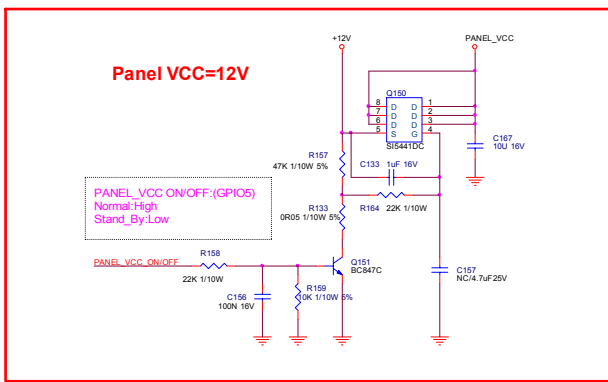 +12V
PANEL_VCC
Panel VCC=12V
Q150
8 D D 1
7 D D 2
6 D D 3
5 S G 4
SI5441DC
C167
10U 16V
R157
47K 1/10W 5%
C133 1uF 16V
PANEL_VCC ON/OFF:(GPIO5)
Normal:High
Stand_By:Low
R133
0R05 1/10W 5%
R164 22K 1/10W
R158
PANEL_VCC_ON/OFF
22K 1/10W
Q151
BC847C
C157
NC/4.7uF25V
C156
100N 16V
R159
10K 1/10W 5%